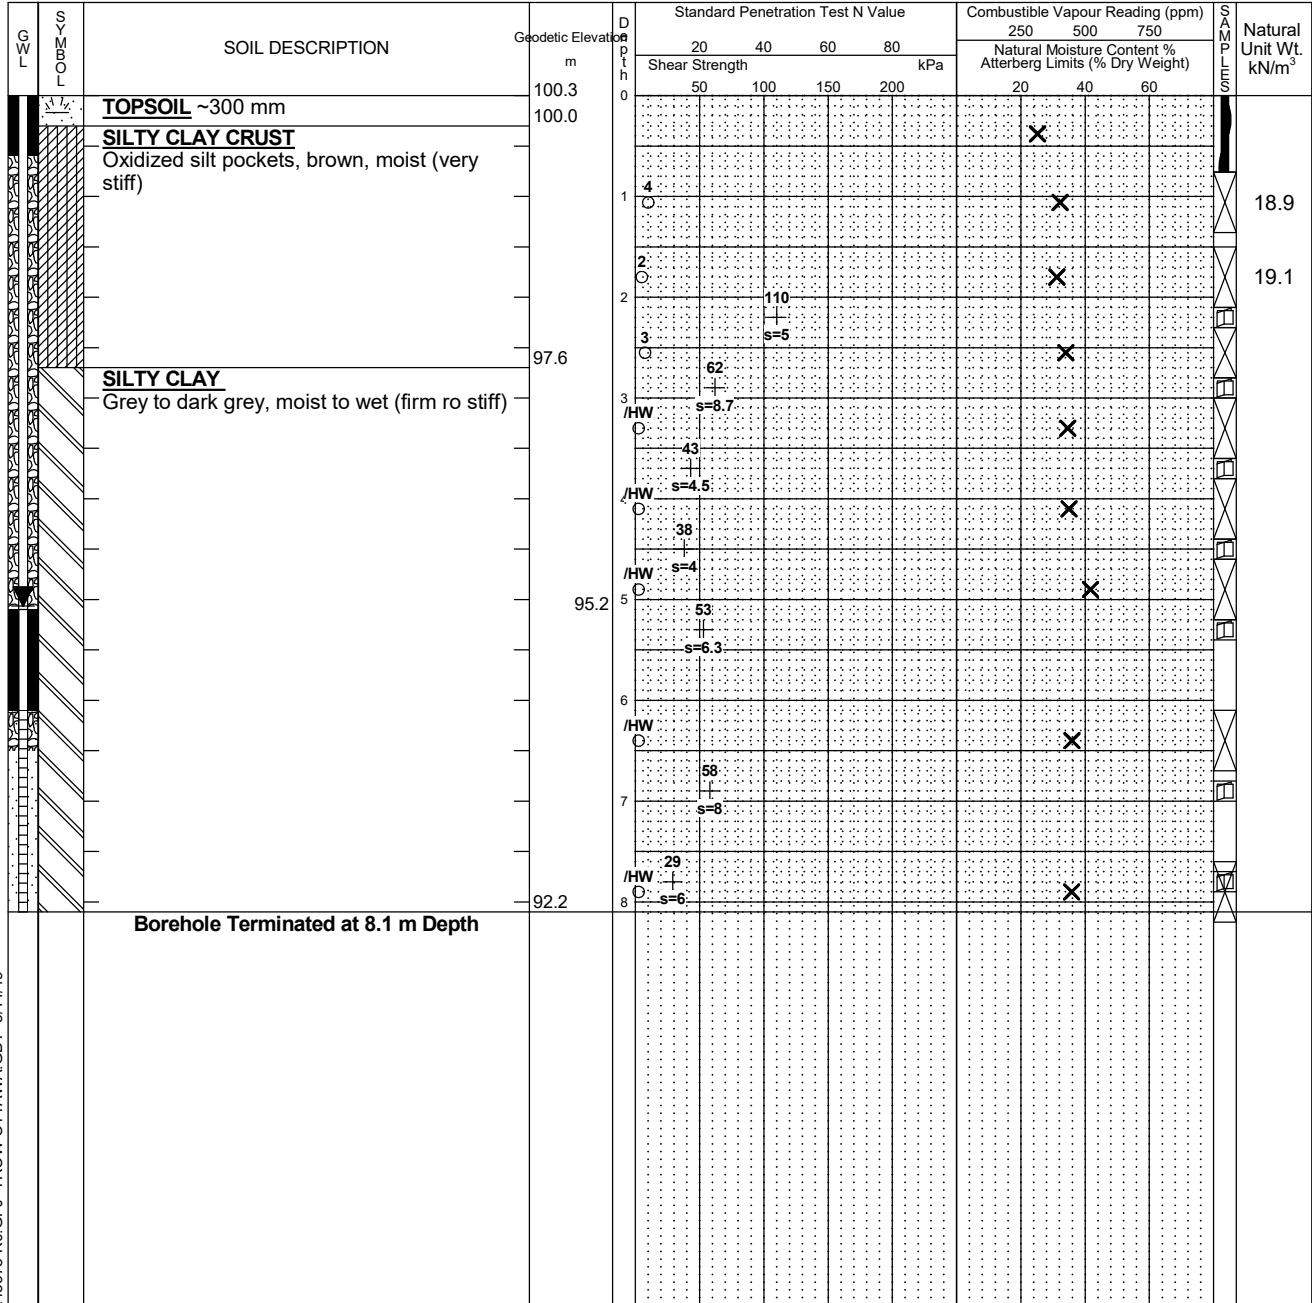 GWL
SYMBOL
SOIL DESCRIPTION
Geodetic Elevation
m
Depth
Standard Penetration Test N Value
20 40 60 80
Shear Strength kPa
50 100 150 200
Combustible Vapour Reading (ppm)
250 500 750
Natural Moisture Content %
Atterberg Limits (% Dry Weight)
20 40 60
SAMPLES
Natural
Unit Wt.
kN/m³
100.3
0
TOPSOIL ~300 mm
100.0
SILTY CLAY CRUST
Oxidized silt pockets, brown, moist (very
stiff)
4
1
18.9
2
19.1
2
110
s=5
3
97.6
SILTY CLAY
62
Grey to dark grey, moist to wet (firm ro stiff)
3
s=8.7
/HW
43
s=4.5
/HW
38
s=4
/HW
95.2
5
53
s=6.3
6
/HW
58
7
s=8
29
/HW
s=6
92.2
8
Borehole Terminated at 8.1 m Depth